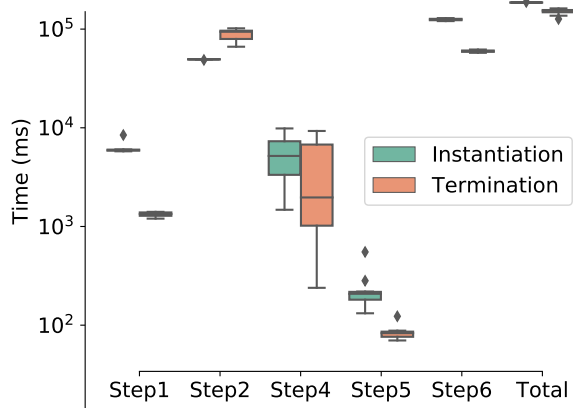 10^5
10^4
10^3
10^2
Time (ms)
Instantiation
Termination
Step1 Step2 Step4 Step5 Step6 Total